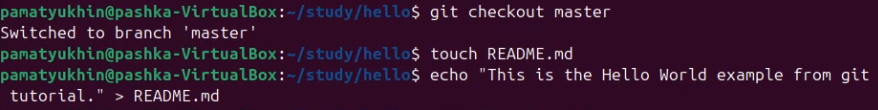 pamatyukhin@pashka-VirtualBox:~/study/hello$ git checkout master
Switched to branch 'master'
pamatyukhin@pashka-VirtualBox:~/study/hello$ touch README.md
pamatyukhin@pashka-VirtualBox:~/study/hello$ echo "This is the Hello World example from git
 tutorial." > README.md